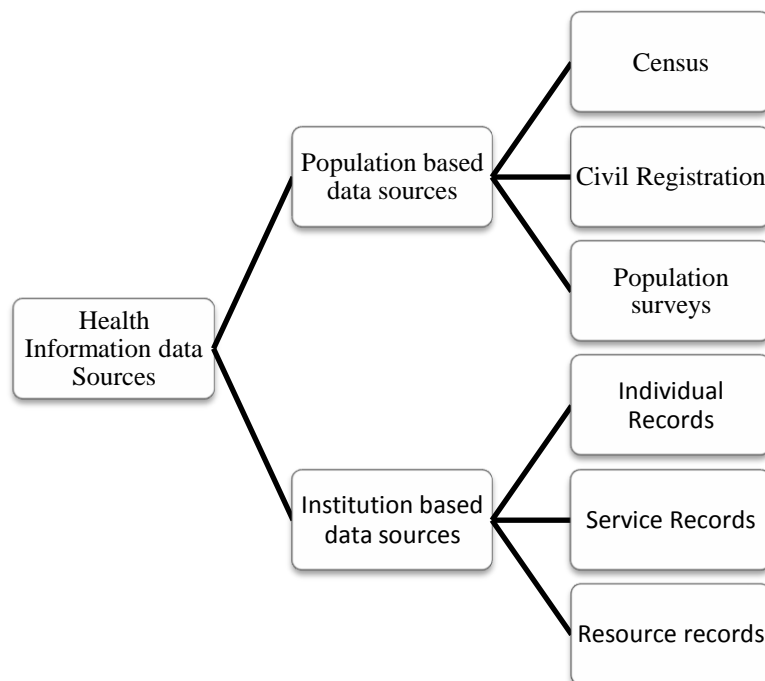 Health
Information data
Sources
Population based
data sources
Census
Civil Registration
Population
surveys
Institution based
data sources
Individual
Records
Service Records
Resource records